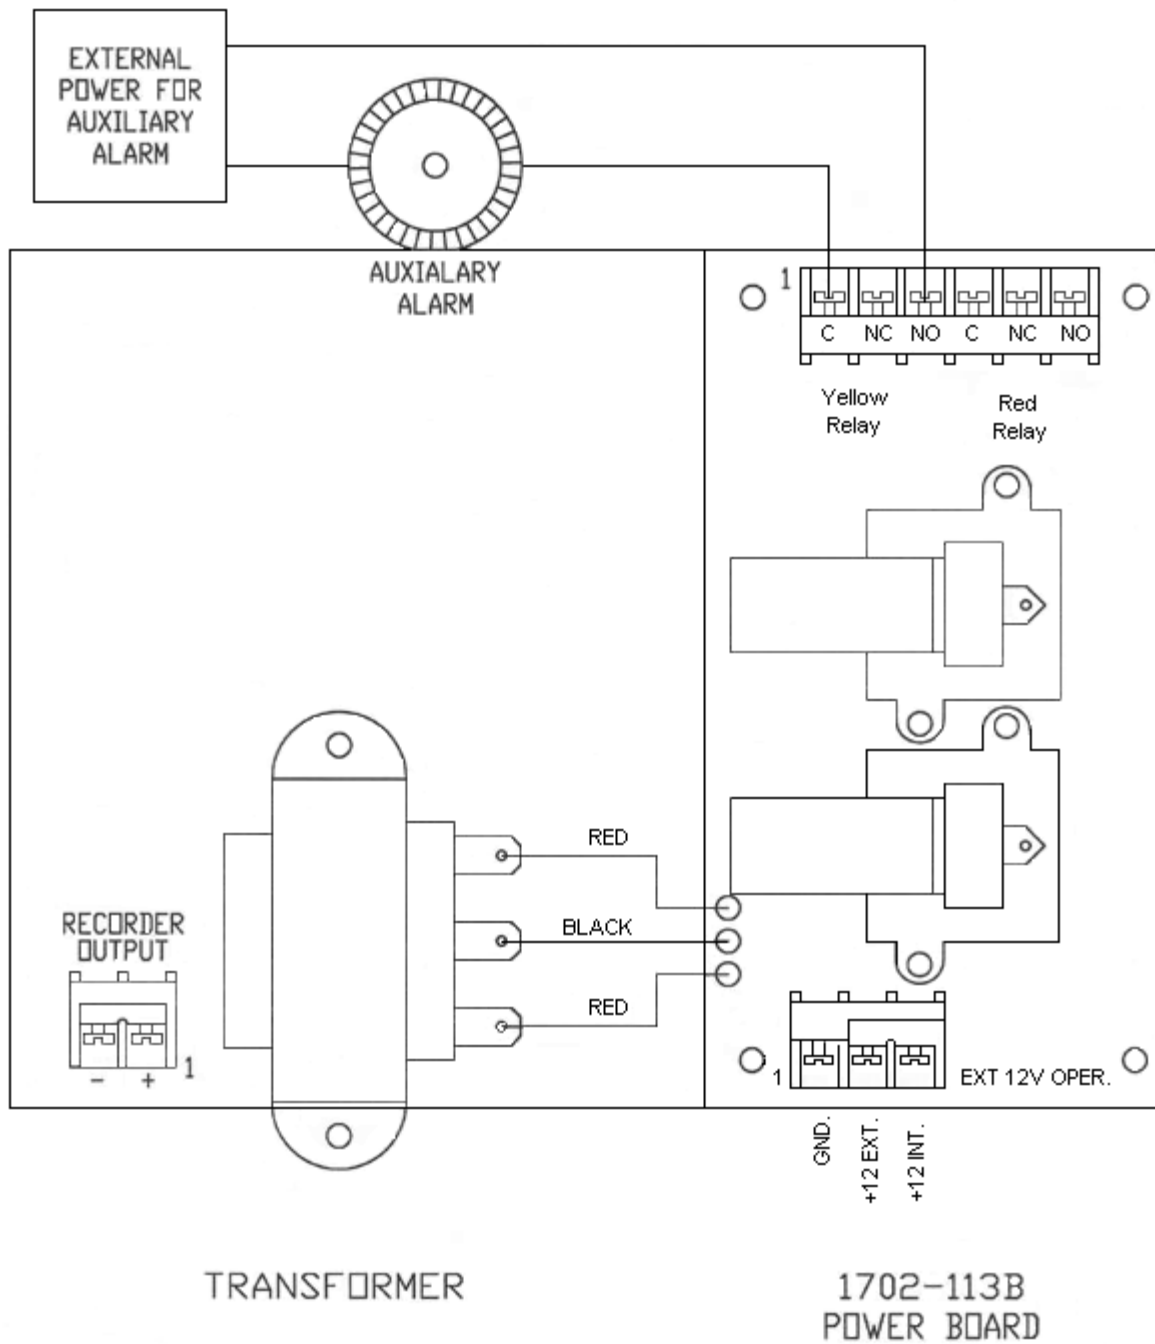 EXTERNAL
POWER FOR
AUXILIARY
ALARM
AUXIALARY
ALARM
1
C NC NO C NC NO
Yellow
Relay
Red
Relay
RED
BLACK
RED
RECORDER
OUTPUT
- + 1
1 EXT 12V OPER.
GND.
+12 EXT.
+12 INT.
TRANSFORMER
1702-113B
POWER BOARD